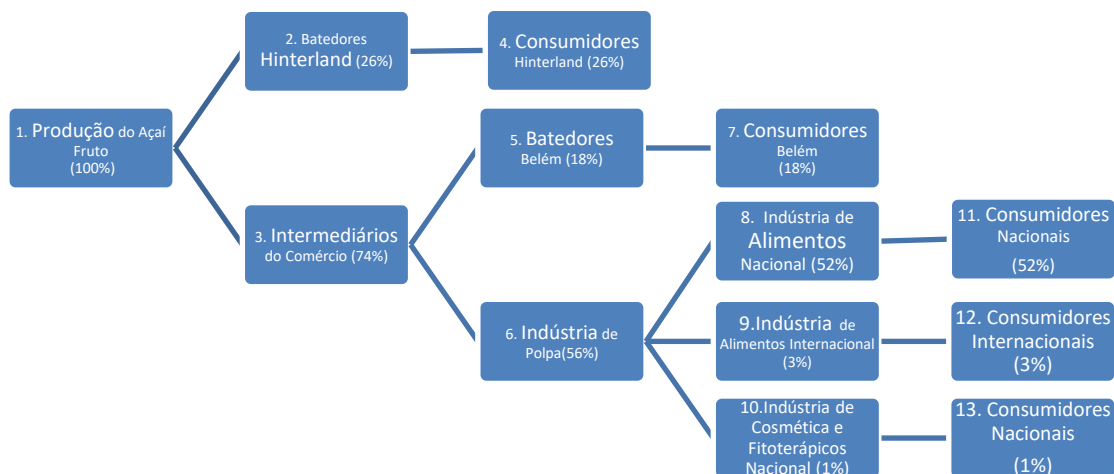 1. Produção do Açaí
Fruto
(100%)
2. Batedores
Hinterland (26%)
3. Intermediários
do Comércio (74%)
4. Consumidores
Hinterland (26%)
5. Batedores
Belém (18%)
6. Indústria de
Polpa(56%)
7. Consumidores
Belém
(18%)
8. Indústria de
Alimentos
Nacional (52%)
9.Indústria de
Alimentos Internacional
(3%)
10.Indústria de
Cosmética e
Fitoterápicos
Nacional (1%)
11. Consumidores
Nacionais
(52%)
12. Consumidores
Internacionais
(3%)
13. Consumidores
Nacionais
(1%)